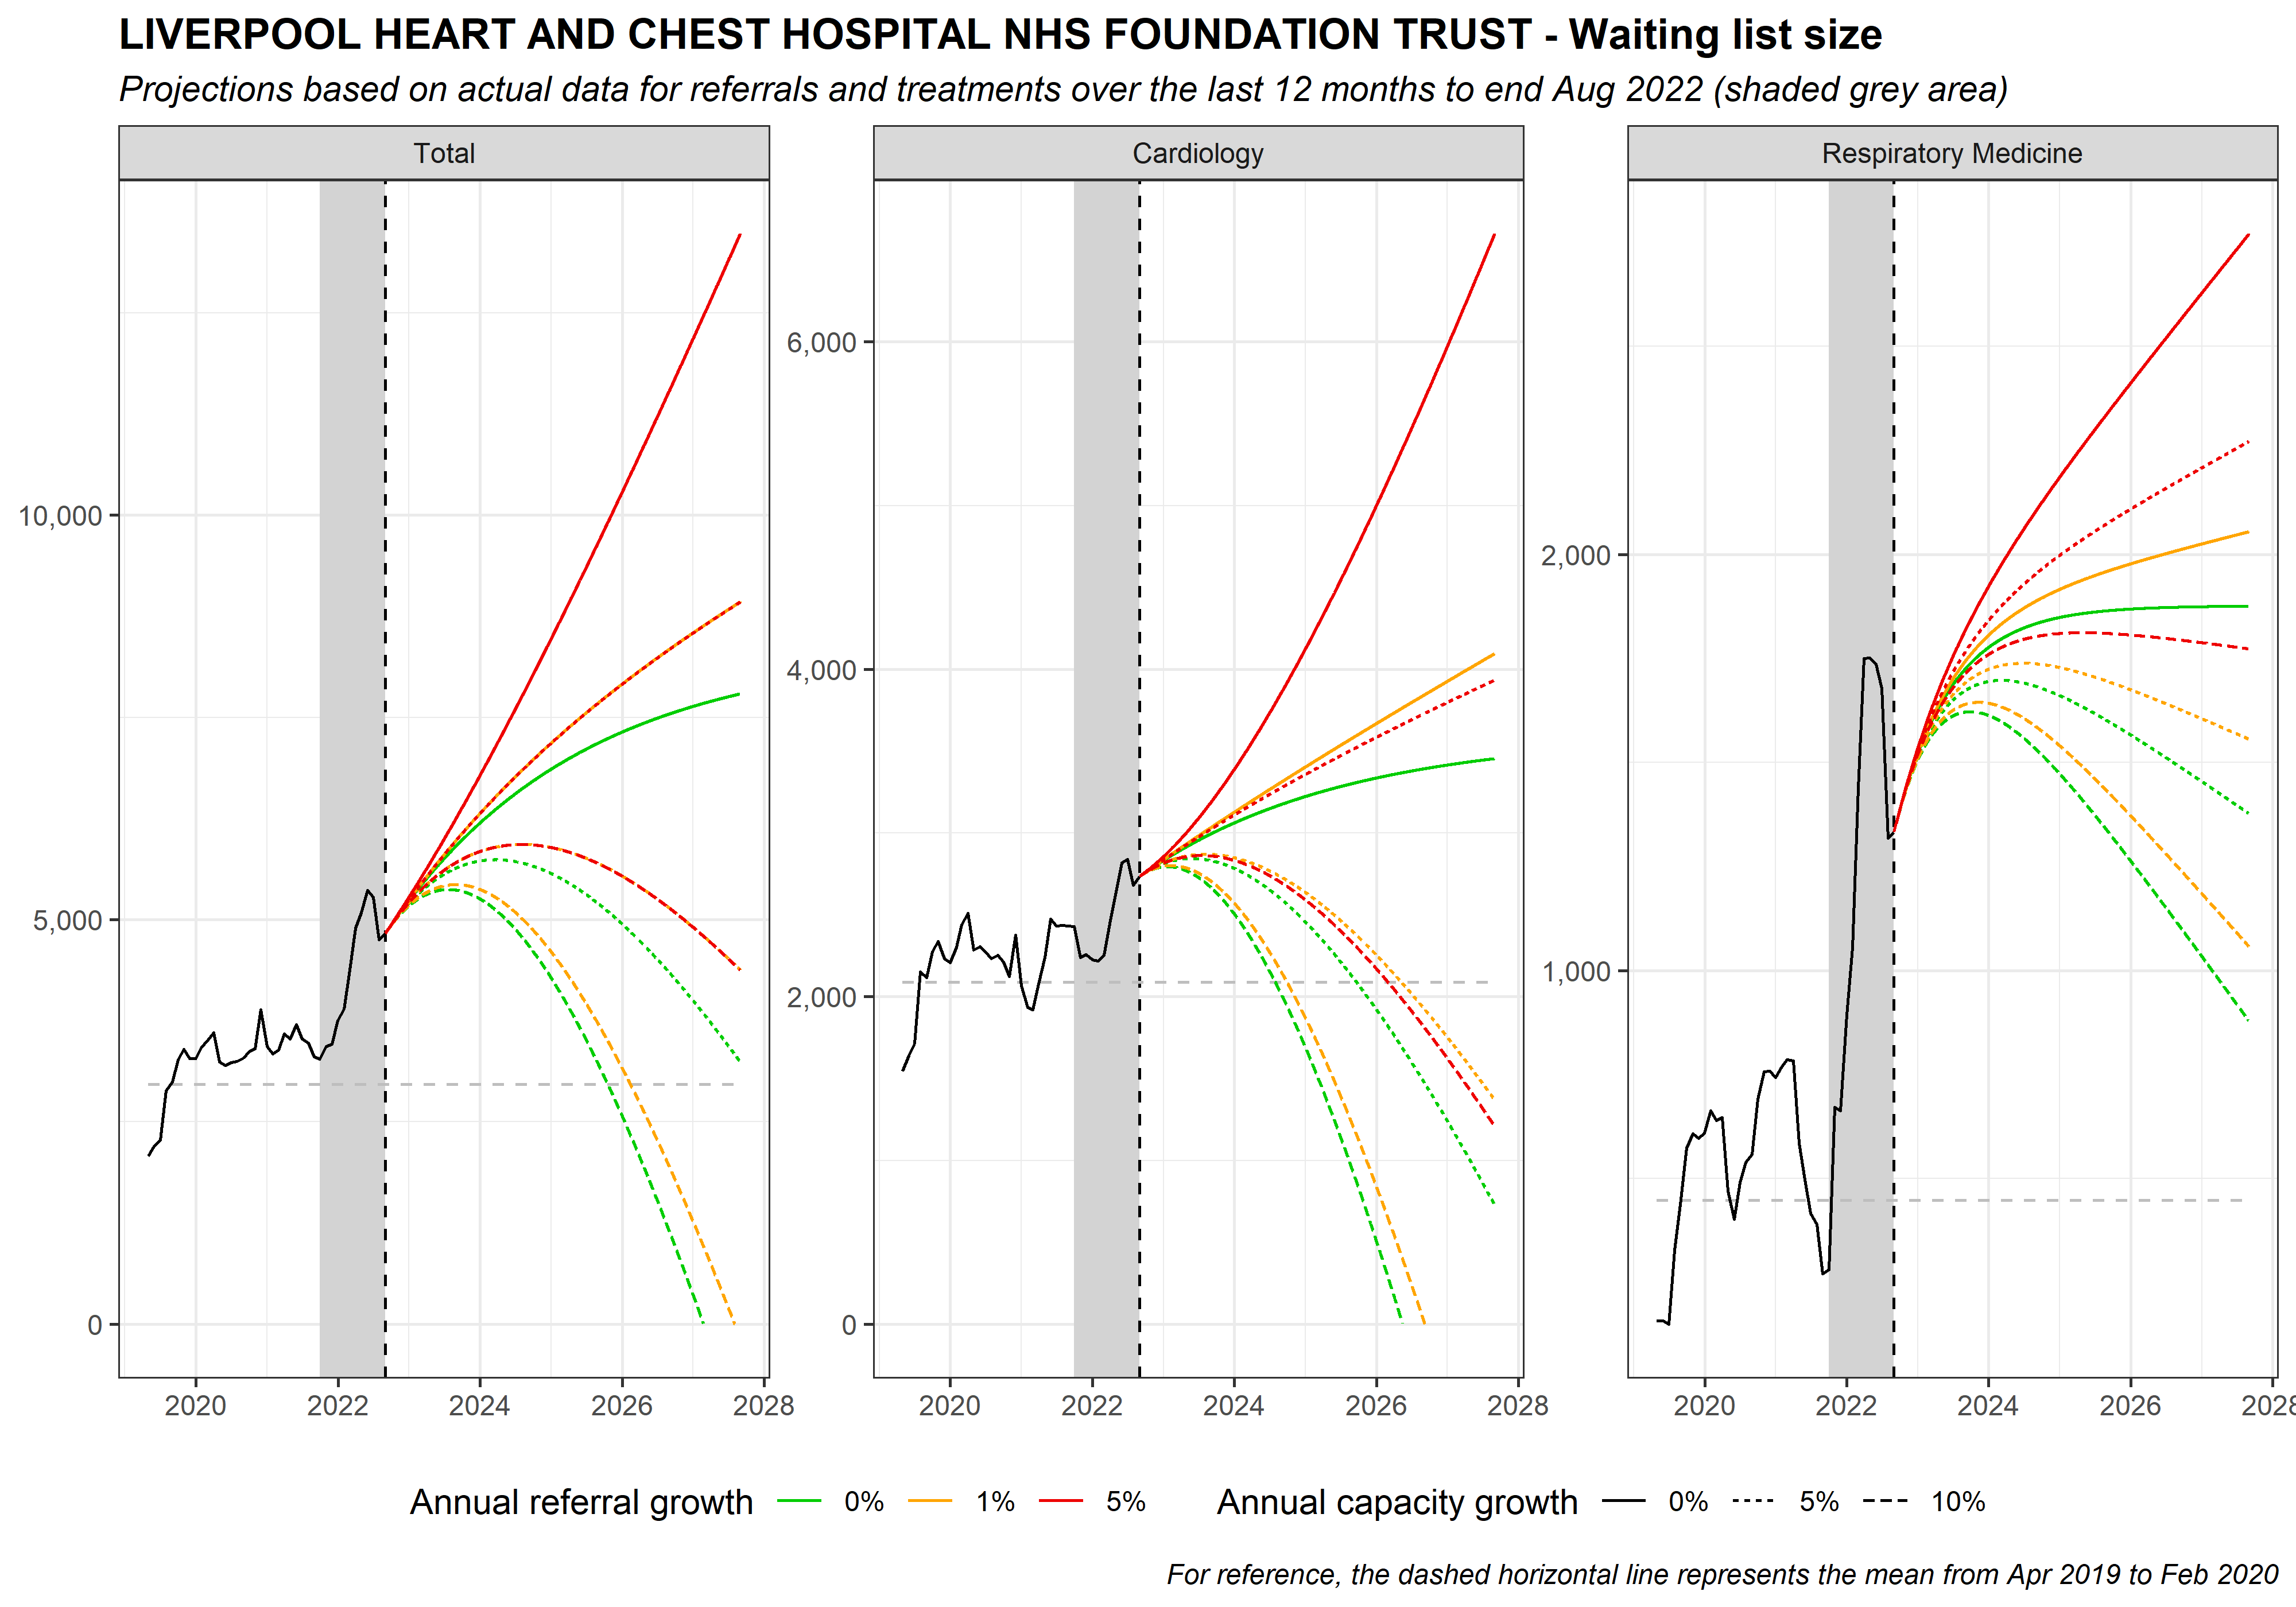 LIVERPOOL HEART AND CHEST HOSPITAL NHS FOUNDATION TRUST - Waiting list size
Projections based on actual data for referrals and treatments over the last 12 months to end Aug 2022 (shaded grey area)
Total
Cardiology
Respiratory Medicine
10,000
5,000
0
6,000
4,000
2,000
0
2,000
1,000
2020 2022 2024 2026 2028
2020 2022 2024 2026 2028
2020 2022 2024 2026 2028
Annual referral growth 0% 1% 5%
Annual capacity growth 0% 5% 10%
For reference, the dashed horizontal line represents the mean from Apr 2019 to Feb 2020